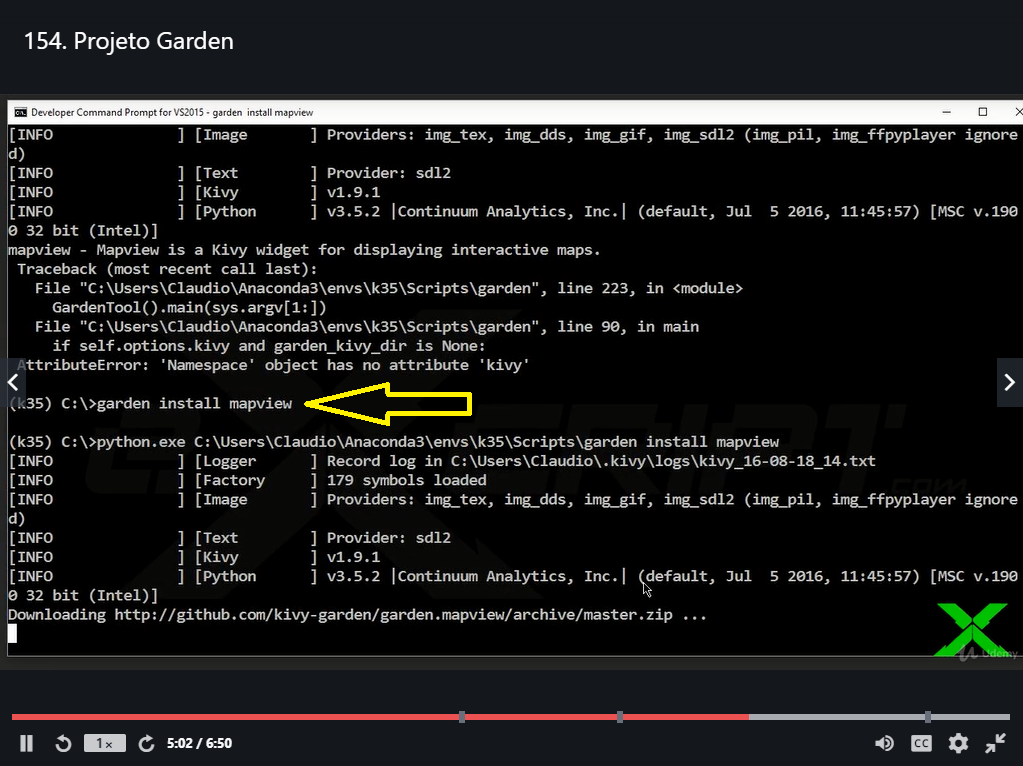 154. Projeto Garden
Developer Command Prompt for VS2015 - garden  install mapview
[INFO              ] [Image       ] Providers: img_tex, img_dds, img_gif, img_sdl2 (img_pil, img_ffpyplayer ignore
d)
[INFO              ] [Text        ] Provider: sdl2
[INFO              ] [Kivy        ] v1.9.1
[INFO              ] [Python      ] v3.5.2 |Continuum Analytics, Inc.| (default, Jul  5 2016, 11:45:57) [MSC v.190
0 32 bit (Intel)]
mapview - Mapview is a Kivy widget for displaying interactive maps.
Traceback (most recent call last):
File "C:\Users\Claudio\Anaconda3\envs\k35\Scripts\garden", line 223, in <module>
GardenTool().main(sys.argv[1:])
File "C:\Users\Claudio\Anaconda3\envs\k35\Scripts\garden", line 90, in main
if self.options.kivy and garden_kivy_dir is None:
AttributeError: 'Namespace' object has no attribute 'kivy'
(k35) C:\>garden install mapview
(k35) C:\>python.exe C:\Users\Claudio\Anaconda3\envs\k35\Scripts\garden install mapview
[INFO              ] [Logger      ] Record log in C:\Users\Claudio\.kivy\logs\kivy_16-08-18_14.txt
[INFO              ] [Factory     ] 179 symbols loaded
[INFO              ] [Image       ] Providers: img_tex, img_dds, img_gif, img_sdl2 (img_pil, img_ffpyplayer ignore
d)
[INFO              ] [Text        ] Provider: sdl2
[INFO              ] [Kivy        ] v1.9.1
[INFO              ] [Python      ] v3.5.2 |Continuum Analytics, Inc.| (default, Jul  5 2016, 11:45:57) [MSC v.190
0 32 bit (Intel)]
Downloading http://github.com/kivy-garden/garden.mapview/archive/master.zip ...
eXcript
.com
Udemy
1x
5:02 / 6:50
CC